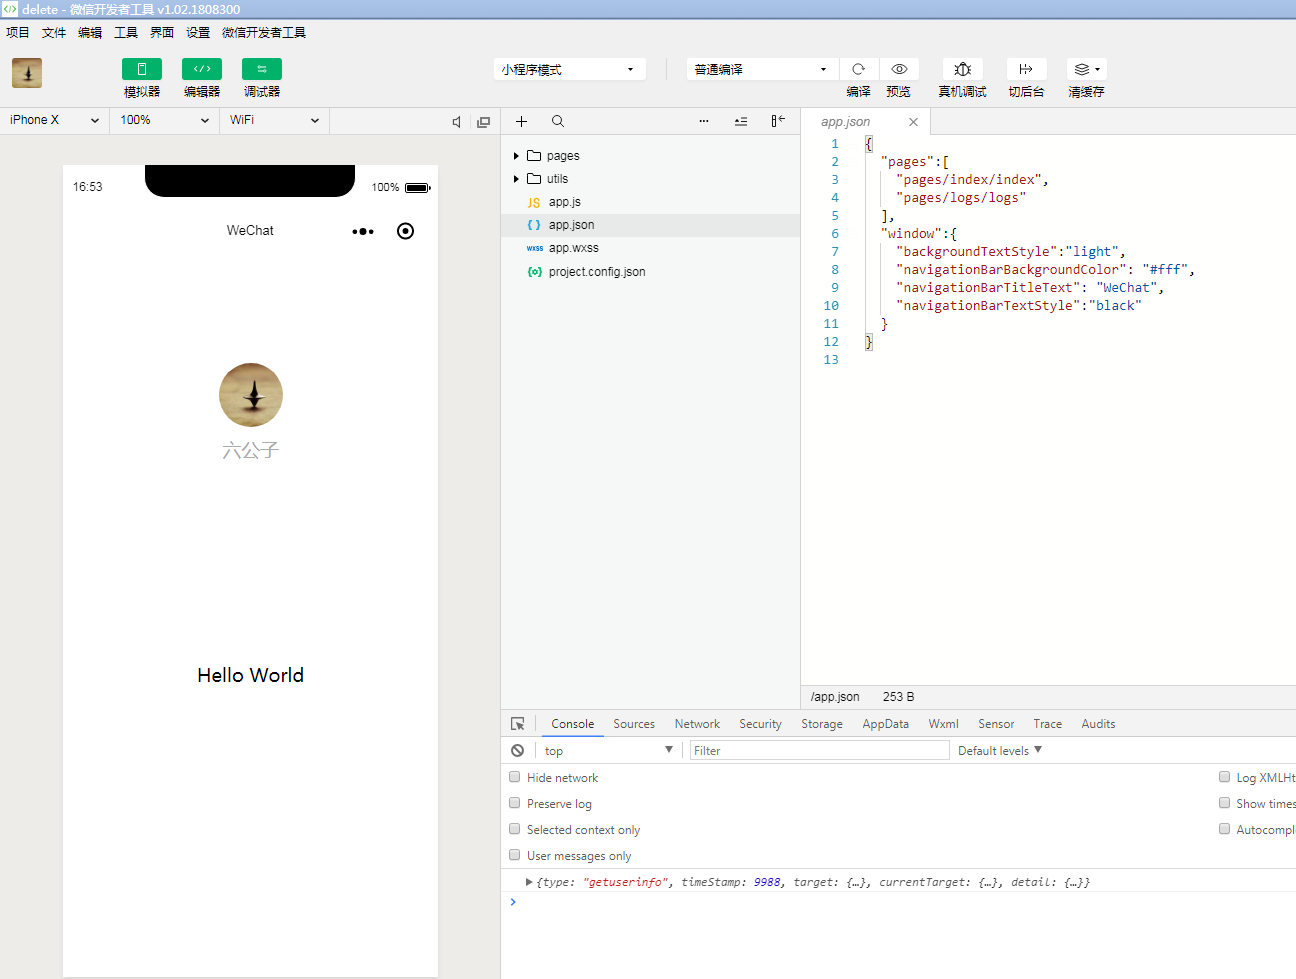 delete - 微信开发者工具 v1.02.1808300
项目 文件 编辑 工具 界面 设置 微信开发者工具
小程序模式 普通编译
模拟器 编辑器 调试器 编译 预览 真机调试 切后台 清缓存
iPhone X 100% WiFi
16:53 100%
WeChat
六公子
Hello World
pages
utils
JS app.js
{ } app.json
wxss app.wxss
{o} project.config.json
app.json
1 {
2 "pages":[
3 "pages/index/index",
4 "pages/logs/logs"
5 ],
6 "window":{
7 "backgroundTextStyle":"light",
8 "navigationBarBackgroundColor": "#fff",
9 "navigationBarTitleText": "WeChat",
10 "navigationBarTextStyle":"black"
11 }
12 }
13
/app.json 253 B
Console Sources Network Security Storage AppData Wxml Sensor Trace Audits
top Filter Default levels
Hide network Log XMLHt
Preserve log Show times
Selected context only Autocompl
User messages only
{type: "getuserinfo", timeStamp: 9988, target: {…}, currentTarget: {…}, detail: {…}}